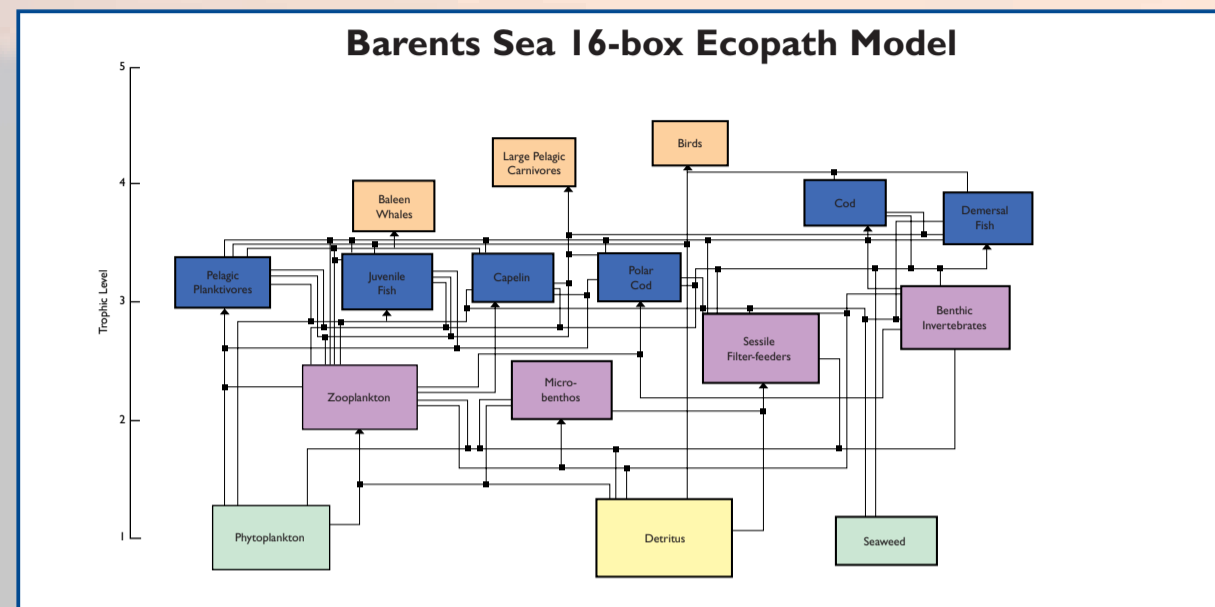 Barents Sea 16-box Ecopath Model
5
4
3
2
1
Trophic Level
Birds
Large Pelagic
Carnivores
Baleen
Whales
Cod
Demersal
Fish
Pelagic
Planktivores
Juvenile
Fish
Capelin
Polar
Cod
Benthic
Invertebrates
Sessile
Filter-feeders
Zooplankton
Micro-
benthos
Phytoplankton
Detritus
Seaweed